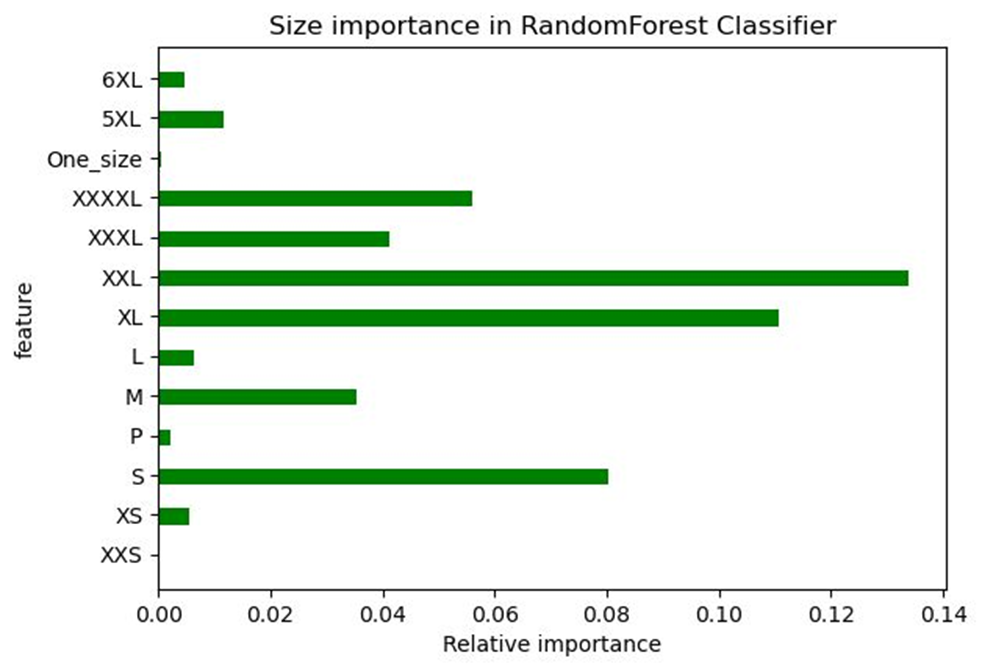 Size importance in RandomForest Classifier
6XL
5XL
One_size
XXXXL
XXXL
XXL
XL
L
M
P
S
XS
XXS
feature
0.00 0.02 0.04 0.06 0.08 0.10 0.12 0.14
Relative importance